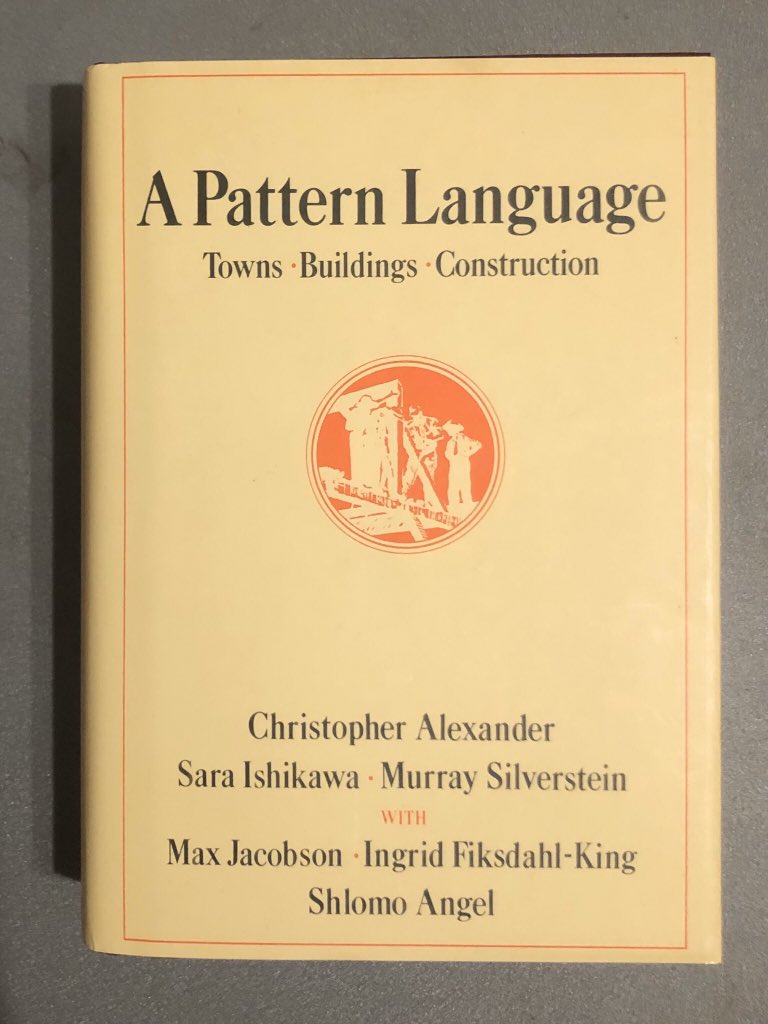 A Pattern Language
Towns · Buildings · Construction
Christopher Alexander
Sara Ishikawa · Murray Silverstein
WITH
Max Jacobson · Ingrid Fiksdahl-King
Shlomo Angel